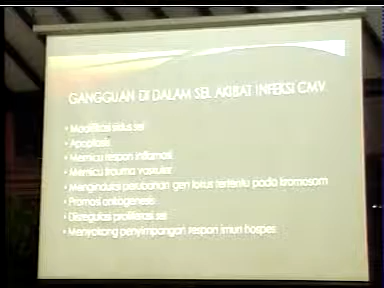 GANGGUAN DI DALAM SEL AKIBAT INFEKSI CMV
• Modifikasi siklus sel
• Apoptosis
• Memicu respon inflamasi
• Memicu trauma vaskular
• Menginduksi perubahan gen lokus tertentu pada kromosom
• Promosi onkogenesis
• Disregulasi proliferasi sel
• Menyokong penyimpangan respon imun hospes